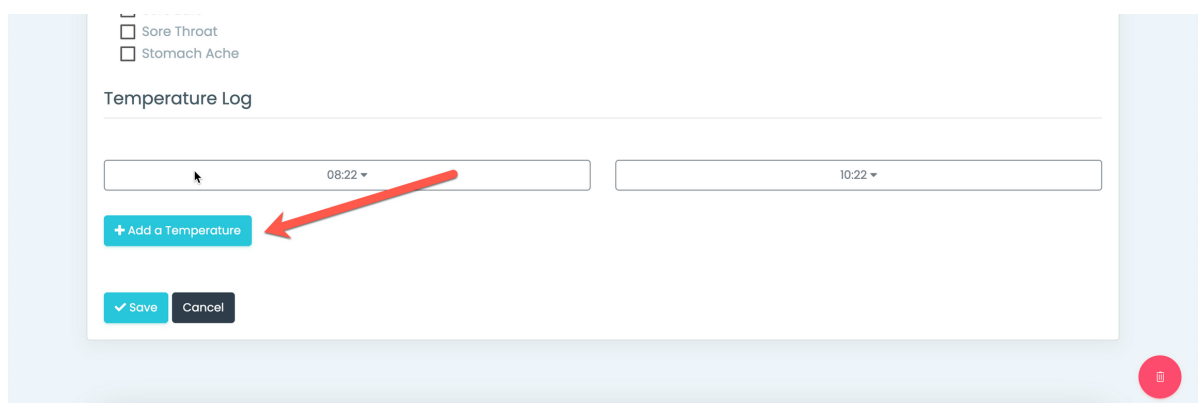 Sore Throat
Stomach Ache
Temperature Log
08:22
10:22
Add a Temperature
Save
Cancel